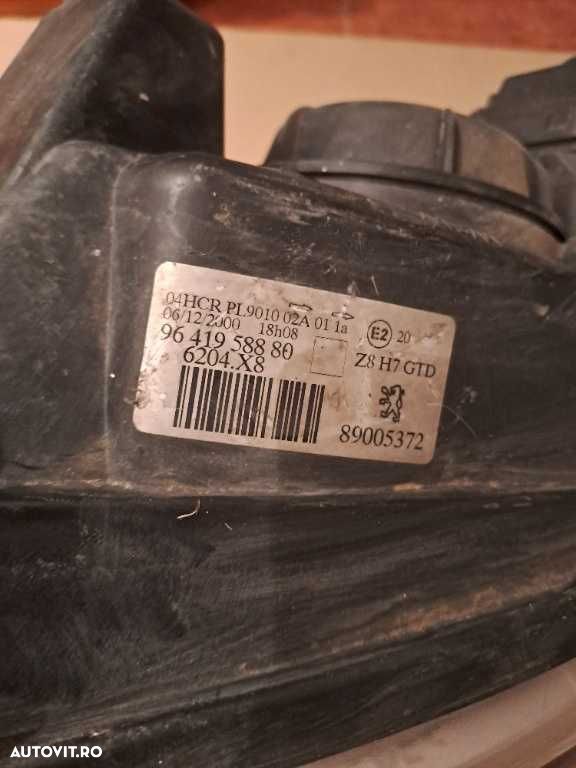 04HCR PL9010 02A 01 1a
06/12/2000 18h08
96 419 588 80
6204.X8
E2 20
Z8 H7 GTD
89005372
AUTOVIT.RO